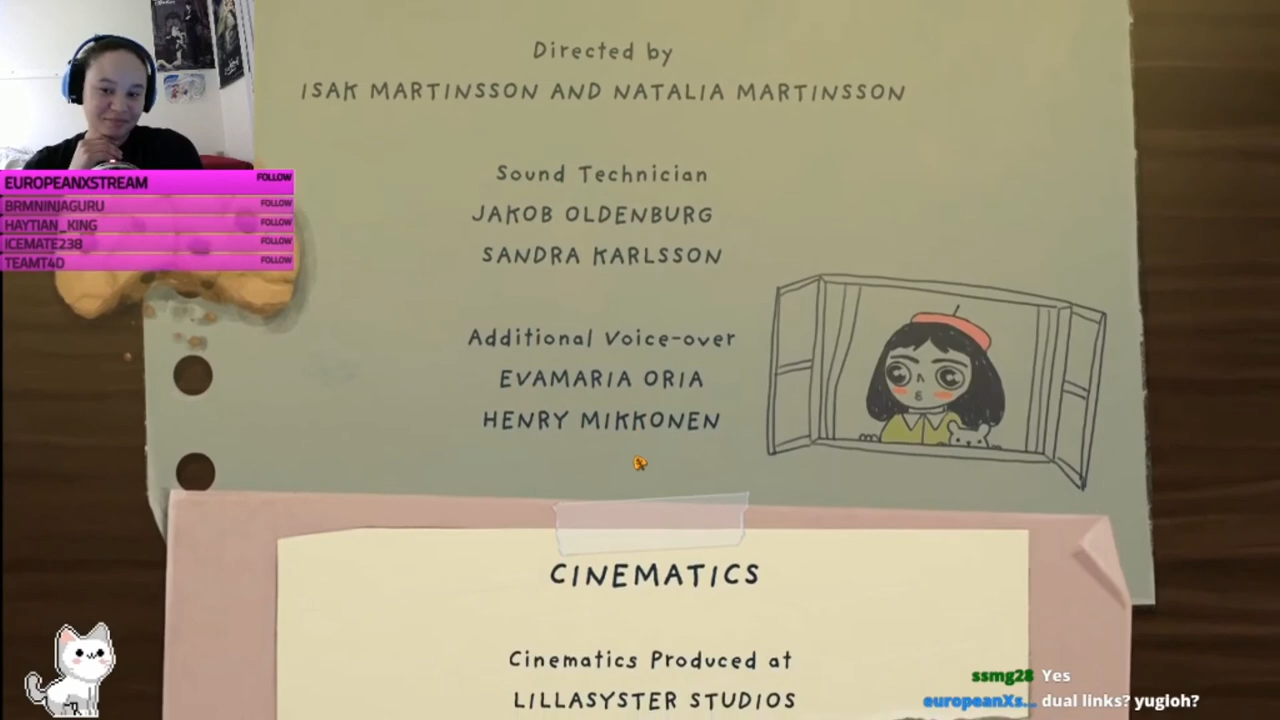 Directed by
ISAK MARTINSSON AND NATALIA MARTINSSON
Sound Technician
JAKOB OLDENBURG
SANDRA KARLSSON
Additional Voice-over
EVAMARIA ORIA
HENRY MIKKONEN
CINEMATICS
Cinematics Produced at
LILLASYSTER STUDIOS
EUROPEANXSTREAM FOLLOW
BRMNINJAGURU FOLLOW
HAYTIAN_KING FOLLOW
ICEMATE238 FOLLOW
TEAMT4D FOLLOW
ssmg28 Yes
europeanXs... dual links? yugioh?